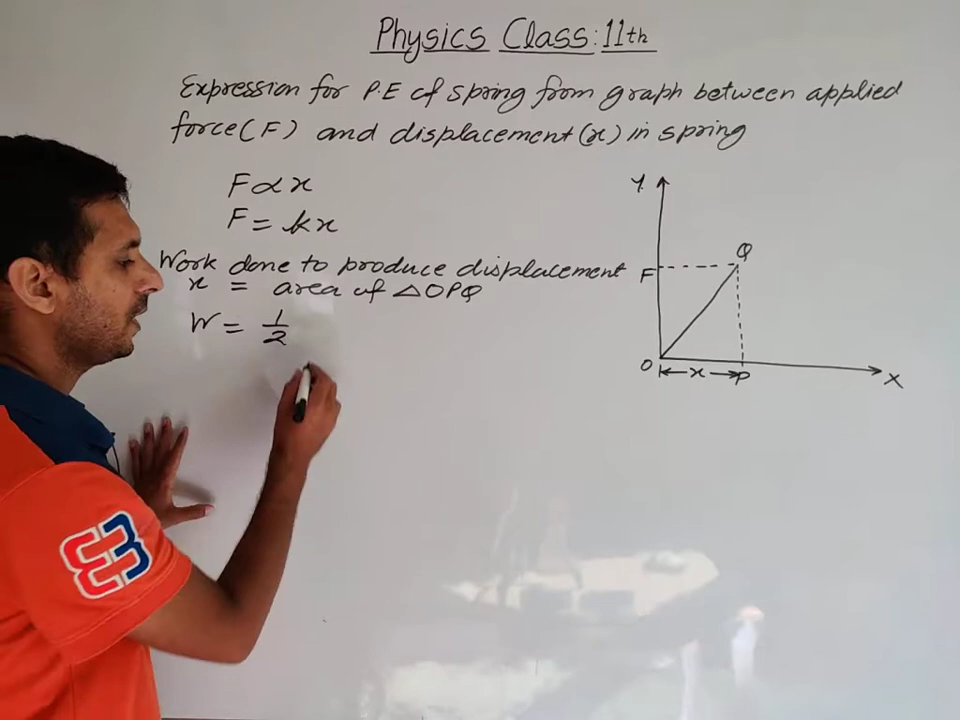 Physics Class: 11th
Expression for P.E of spring from graph between applied
force (F) and displacement (x) in spring
F ∝ x
F = kx
Work done to produce displacement
x = area of △OPQ
W = 1/2
Y
Q
F
O
x
P
X